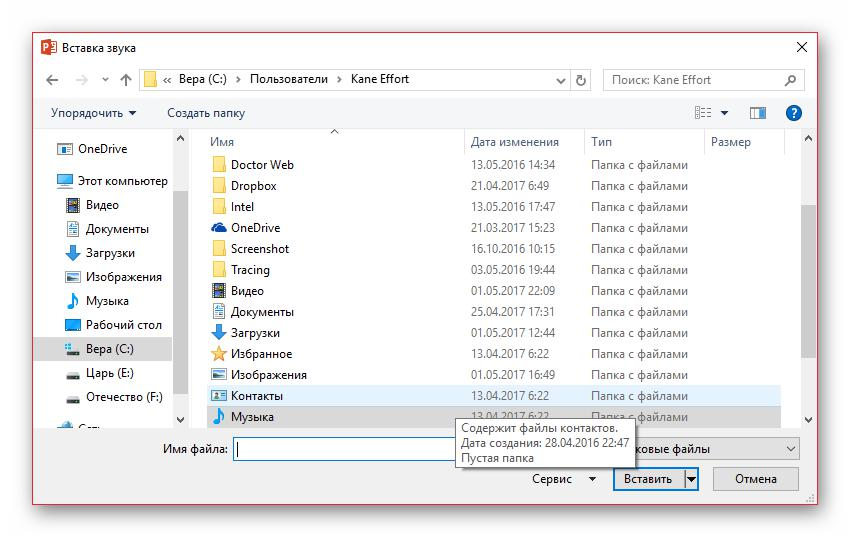 Вставка звука
« Вера (C:) › Пользователи › Kane Effort
Поиск: Kane Effort
Упорядочить Создать папку
Имя Дата изменения Тип Размер
OneDrive
Этот компьютер
Видео
Документы
Загрузки
Изображения
Музыка
Рабочий стол
Вера (C:)
Царь (E:)
Отечество (F:)
Doctor Web 13.05.2016 14:34 Папка с файлами
Dropbox 21.04.2017 6:49 Папка с файлами
Intel 13.05.2016 17:47 Папка с файлами
OneDrive 21.03.2017 15:23 Папка с файлами
Screenshot 16.10.2016 10:15 Папка с файлами
Tracing 03.05.2016 19:44 Папка с файлами
Видео 01.05.2017 22:09 Папка с файлами
Документы 25.04.2017 17:31 Папка с файлами
Загрузки 01.05.2017 12:44 Папка с файлами
Избранное 13.04.2017 6:22 Папка с файлами
Изображения 01.05.2017 16:49 Папка с файлами
Контакты 13.04.2017 6:22 Папка с файлами
Музыка 13.04.2017 6:22 Папка с файлами
Содержит файлы контактов.
Дата создания: 28.04.2016 22:47
Пустая папка
Имя файла: ковые файлы
Сервис Вставить Отмена